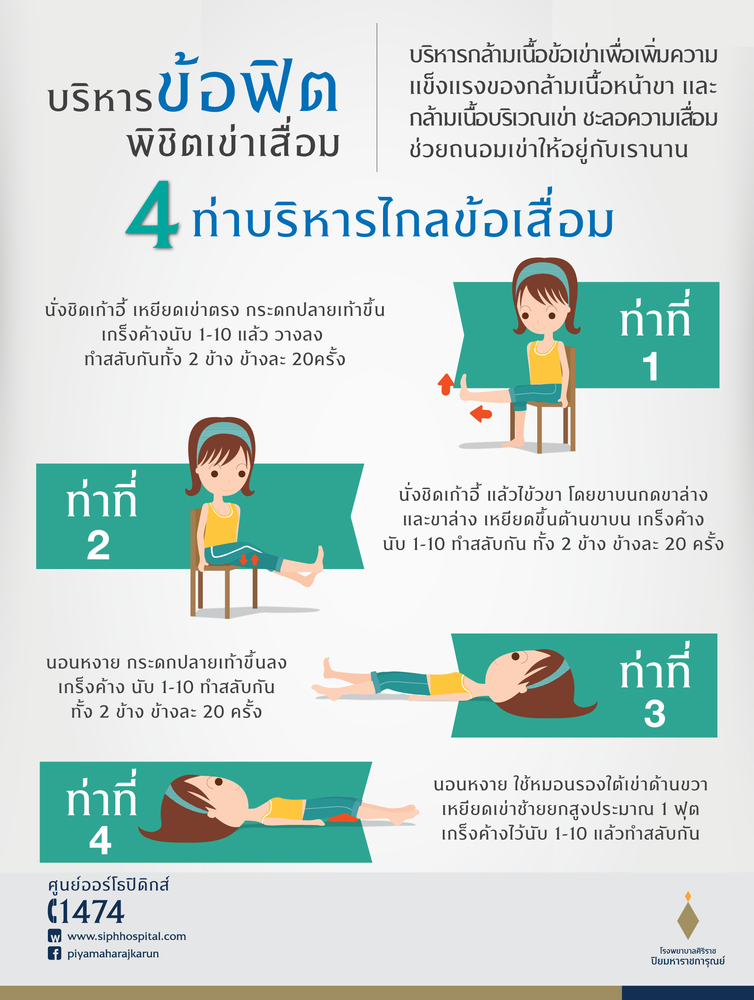 บริหารข้อฟิต
พิชิตเข่าเสื่อม
บริหารกล้ามเนื้อข้อเข่าเพื่อเพิ่มความ
แข็งแรงของกล้ามเนื้อหน้าขา และ
กล้ามเนื้อบริเวณเข่า ชะลอความเสื่อม
ช่วยถนอมเข่าให้อยู่กับเรานาน
4 ท่าบริหารไกลข้อเสื่อม
นั่งชิดเก้าอี้ เหยียดเข่าตรง กระดกปลายเท้าขึ้น
เกร็งค้างนับ 1-10 แล้ว วางลง
ทำสลับกันทั้ง 2 ข้าง ข้างละ 20ครั้ง
ท่าที่
1
ท่าที่
2
นั่งชิดเก้าอี้ แล้วไข้วขา โดยขาบนกดขาล่าง
และขาล่าง เหยียดขึ้นต้านขาบน เกร็งค้าง
นับ 1-10 ทำสลับกัน ทั้ง 2 ข้าง ข้างละ 20 ครั้ง
นอนหงาย กระดกปลายเท้าขึ้นลง
เกร็งค้าง นับ 1-10 ทำสลับกัน
ทั้ง 2 ข้าง ข้างละ 20 ครั้ง
ท่าที่
3
ท่าที่
4
นอนหงาย ใช้หมอนรองใต้เข่าด้านขวา
เหยียดเข่าซ้ายยกสูงประมาณ 1 ฟุต
เกร็งค้างไว้นับ 1-10 แล้วทำสลับกัน
ศูนย์ออร์โธปิดิกส์
1474
w www.siphhospital.com
f piyamaharajkarun
โรงพยาบาลศิริราช
ปิยมหาราชการุณย์